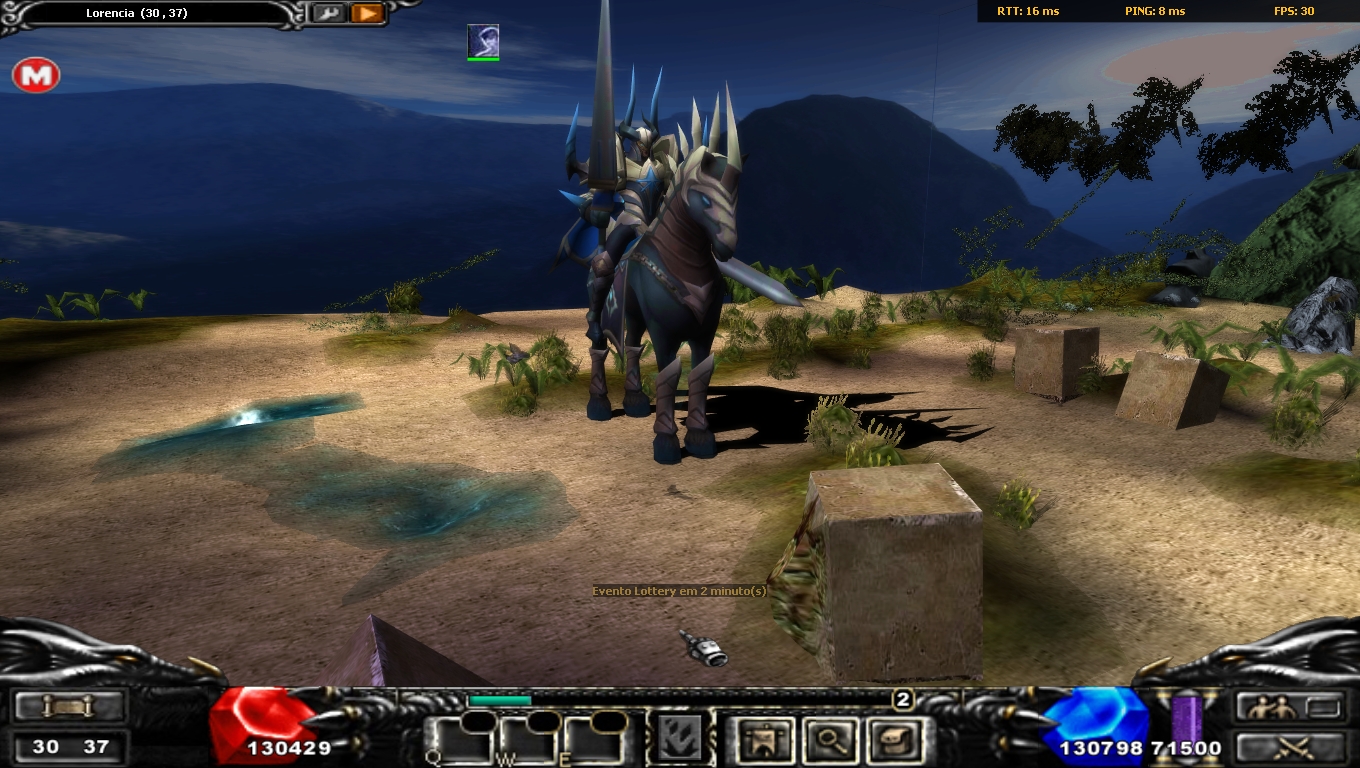 Lorencia (30,37)
RTT: 16 ms PING: 8 ms FPS: 30
M
Evento Lottery em 2 minuto(s)
2
Q W E
30 37
130429
130798 71500